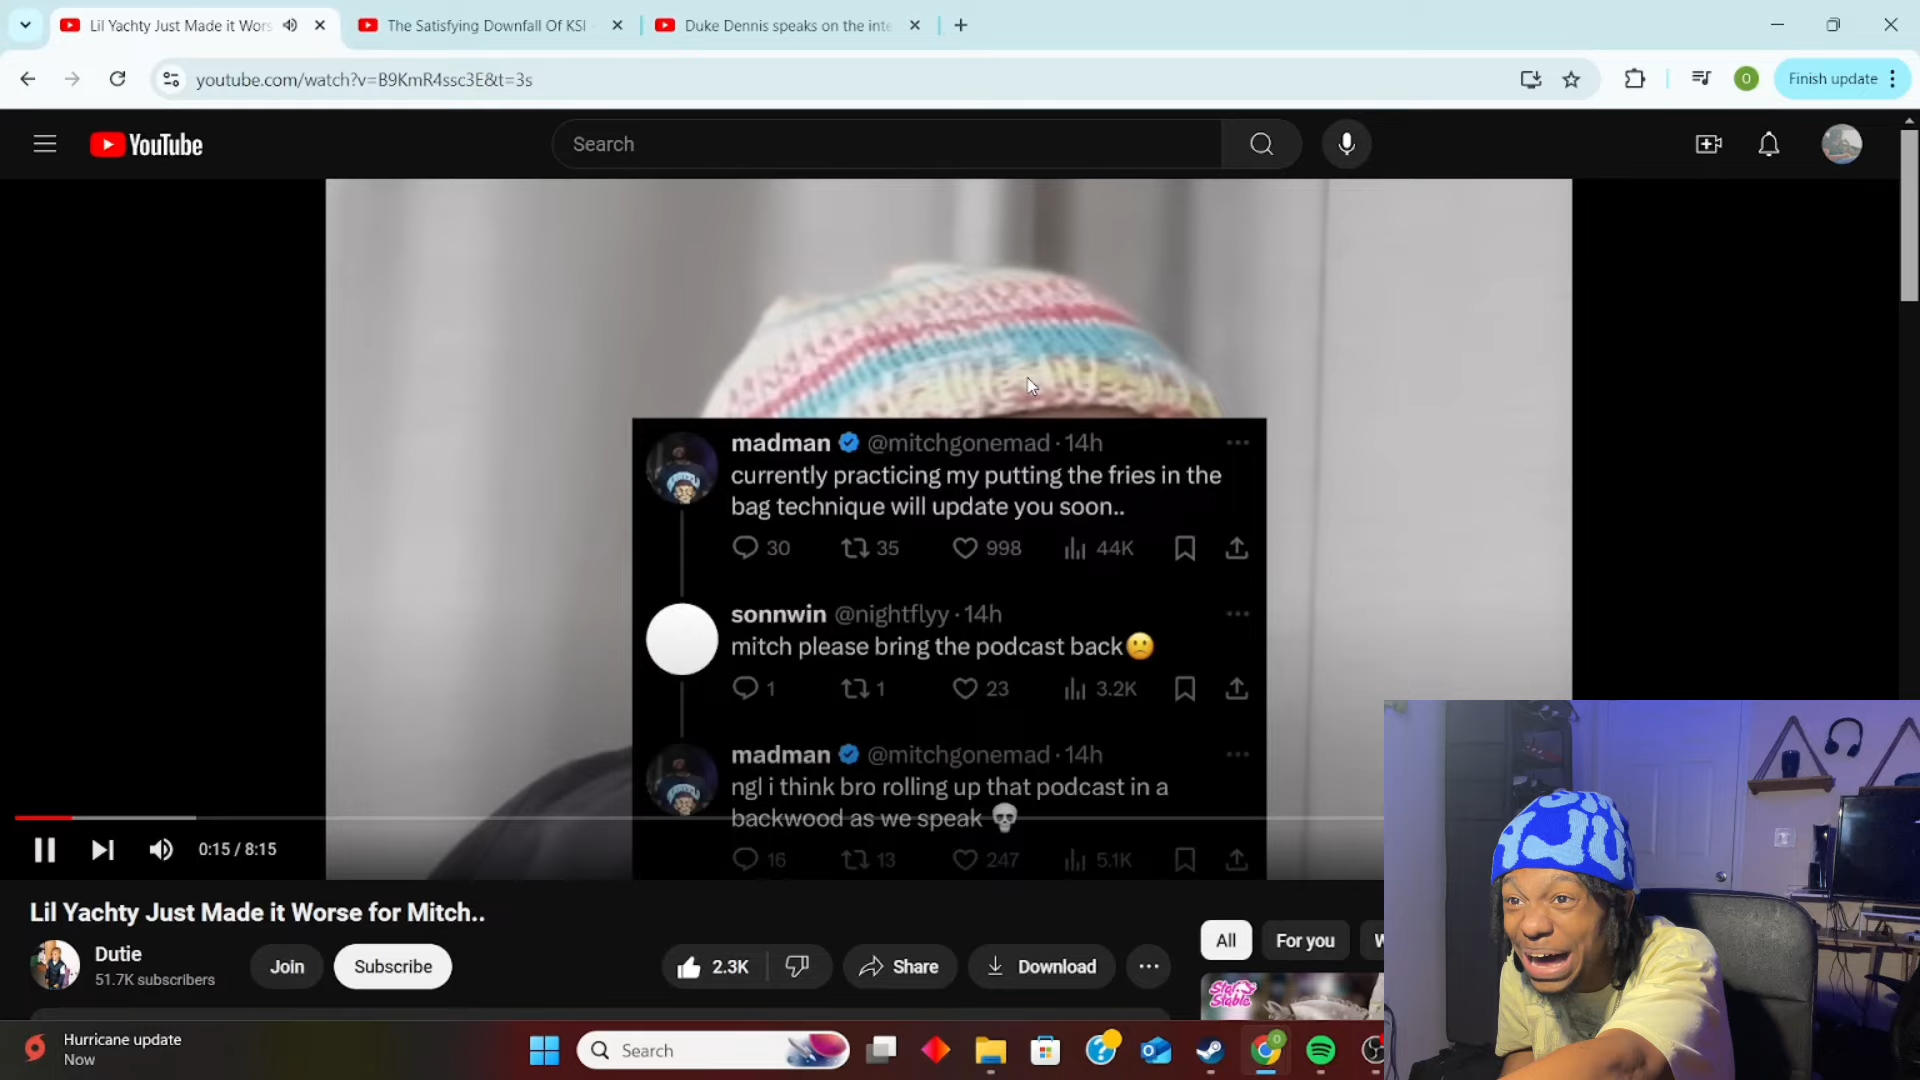 Lil Yachty Just Made it Wors
The Satisfying Downfall Of KSI
Duke Dennis speaks on the inte
youtube.com/watch?v=B9KmR4ssc3E&t=3s
O
Finish update
YouTube
Search
madman @mitchgonemad · 14h
currently practicing my putting the fries in the
bag technique will update you soon..
30 35 998 44K
sonnwin @nightflyy · 14h
mitch please bring the podcast back🙁
1 1 23 3.2K
madman @mitchgonemad · 14h
ngl i think bro rolling up that podcast in a
backwood as we speak 💀
16 13 247 5.1K
0:15 / 8:15
Lil Yachty Just Made it Worse for Mitch..
Dutie
51.7K subscribers
Join
Subscribe
2.3K
Share
Download
All
For you
W
Star Stable
Hurricane update
Now
Search